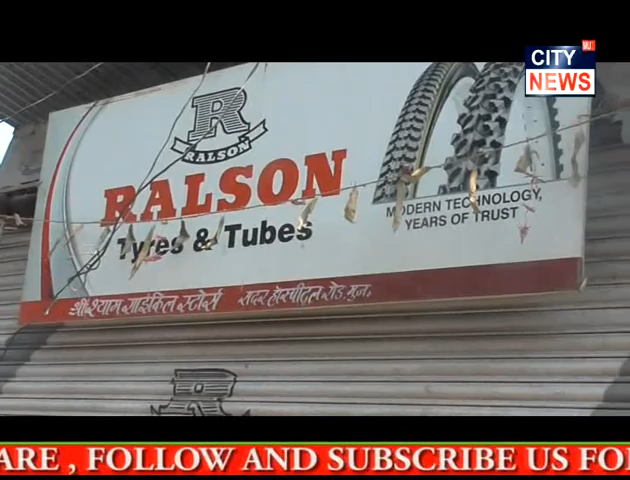 CITY MJ
NEWS
R
RALSON
RALSON
Tyres & Tubes
MODERN TECHNOLOGY,
YEARS OF TRUST
श्री श्याम साईकिल स्टोर्स सदर हॉस्पीटल रोड, मुज.
R
ARE , FOLLOW AND SUBSCRIBE US FO